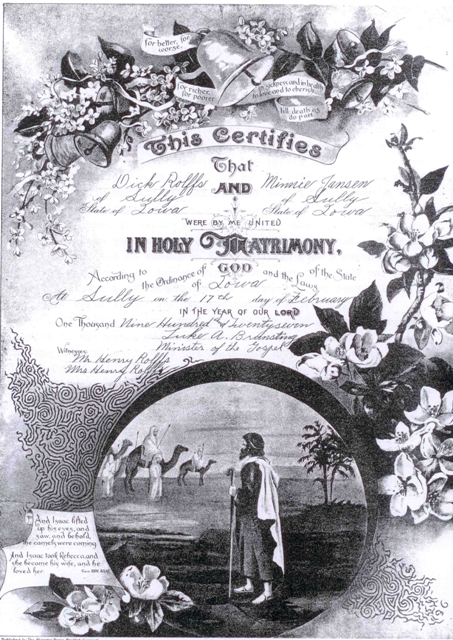 for better, for
worse,
for richer,
for poorer
in sickness and in health
to love and to cherish
till death us
do part.
This Certifies
That
Dick Rolffs AND Minnie Jansen
of Sully of Sully
State of Iowa State of Iowa
WERE BY ME UNITED
IN HOLY MATRIMONY,
According to the Ordinance of GOD and the Laws of the State
of Iowa
At Sully on the 17th day of February
IN THE YEAR OF OUR LORD
One Thousand Nine Hundred & Twenty seven
Luke A. Brunsting
Minister of the Gospel
Witnesses
Mr Henry Rolffs
Mrs Henry Rolffs
And Isaac lifted
up his eyes, and
saw, and behold,
the camels were coming
And Isaac took Rebecca, and
she became his wife, and he
loved her.